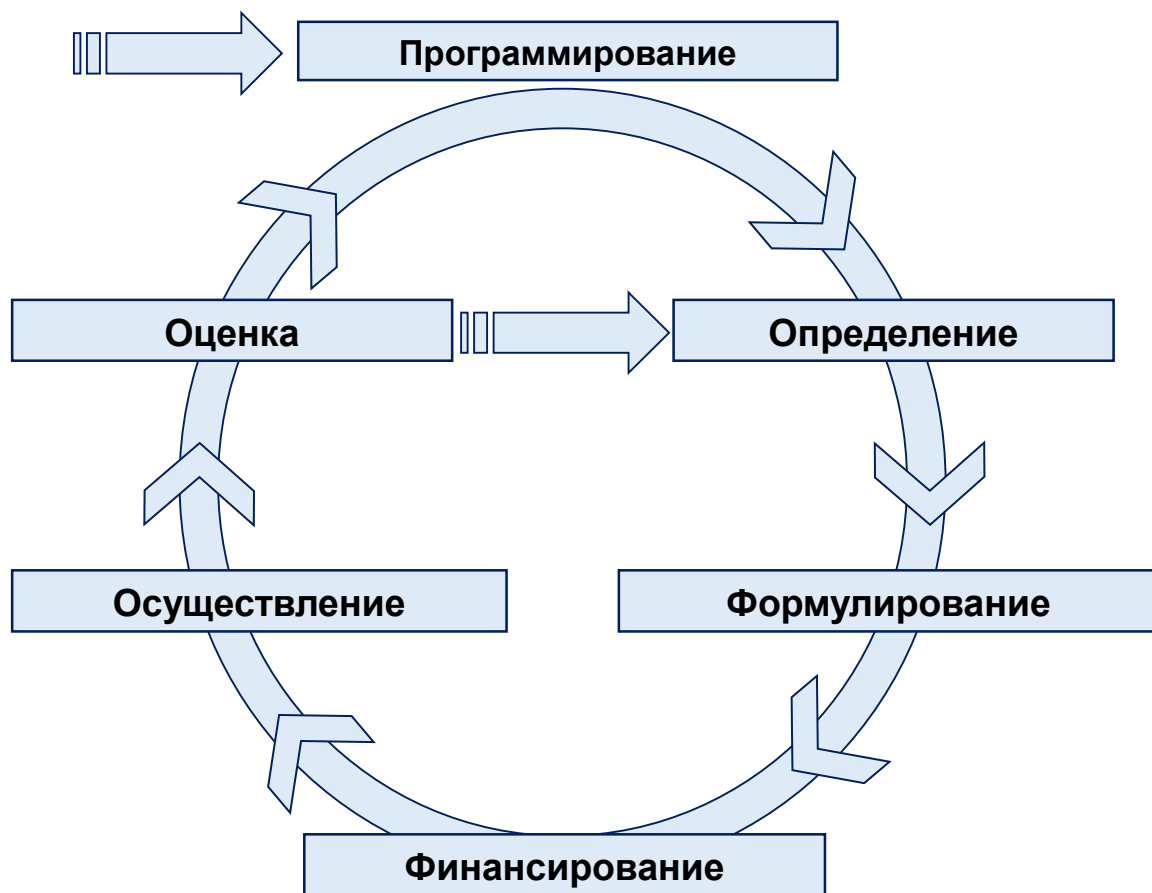 Программирование
Оценка
Определение
Осуществление
Формулирование
Финансирование